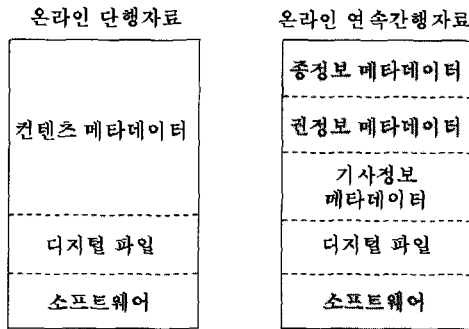 온라인 단행자료
컨텐츠 메타데이터
디지털 파일
소프트웨어
온라인 연속간행자료
종정보 메타데이터
권정보 메타데이터
기사정보
메타데이터
디지털 파일
소프트웨어